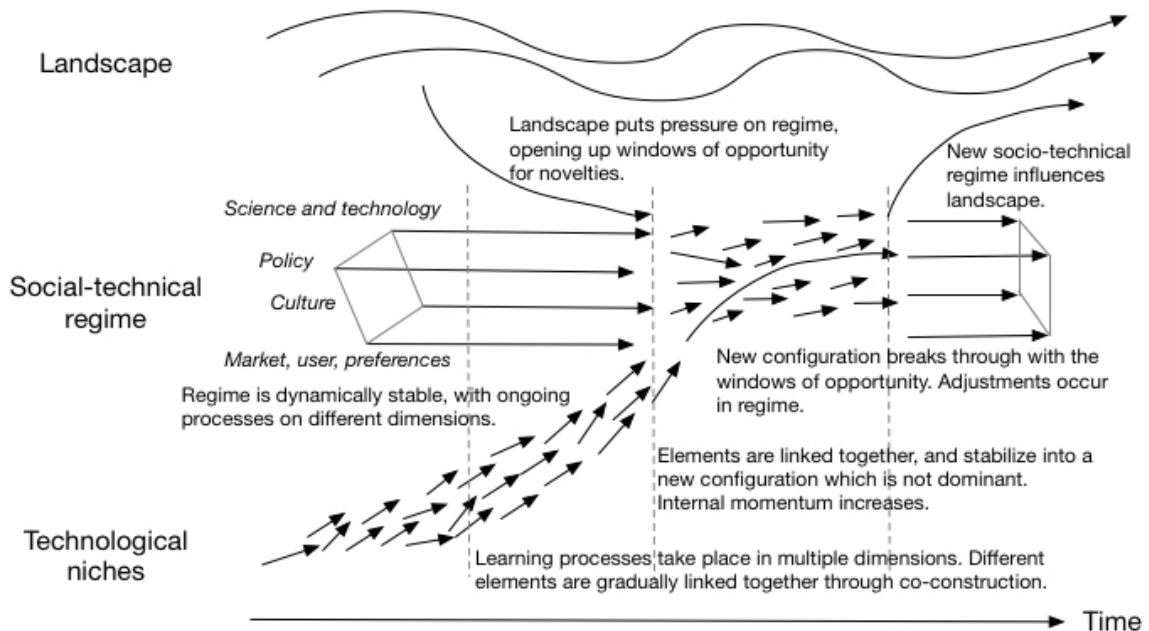 Landscape
Landscape puts pressure on regime,
opening up windows of opportunity
for novelties.
New socio-technical
regime influences
landscape.
Science and technology
Policy
Social-technical
regime
Culture
Market, user, preferences
Regime is dynamically stable, with ongoing
processes on different dimensions.
New configuration breaks through with the
windows of opportunity. Adjustments occur
in regime.
Elements are linked together, and stabilize into a
new configuration which is not dominant.
Internal momentum increases.
Technological
niches
Learning processes take place in multiple dimensions. Different
elements are gradually linked together through co-construction.
Time